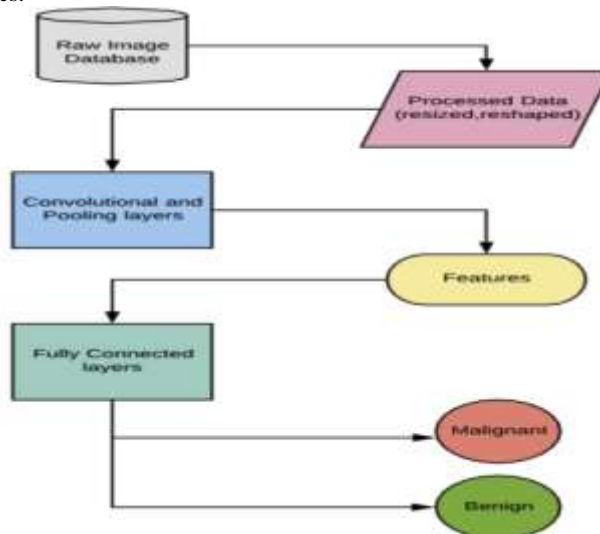 Raw Image
Database
Processed Data
(resized,reshaped)
Convolutional and
Pooling layers
Features
Fully Connected
layers
Malignant
Benign